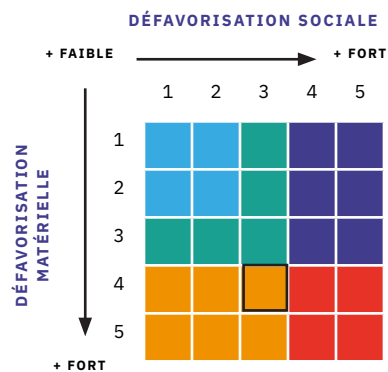 DÉFAVORISATION SOCIALE
+ FAIBLE
+ FORT
1 2 3 4 5
DÉFAVORISATION
MATÉRIELLE
1
2
3
4
5
+ FORT